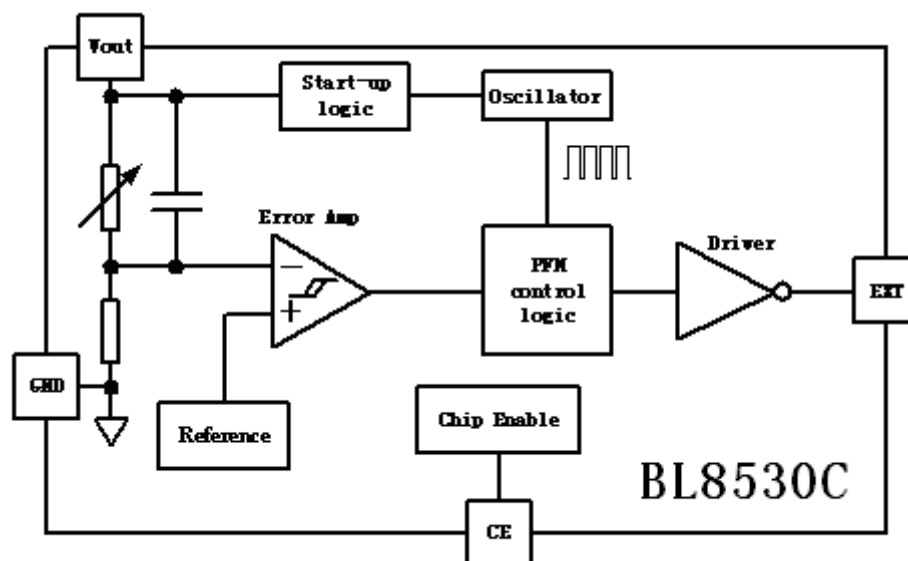 Vout
Start-up
logic
Oscillator
Error Amp
PFM
control
logic
Driver
EXT
GND
Reference
Chip Enable
CE
BL8530C